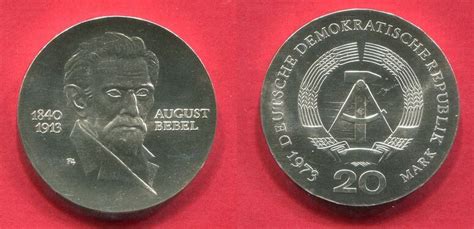 1840
1913
AUGUST
BEBEL
DEUTSCHE DEMOKRATISCHE REPUBLIK
1973
20
MARK